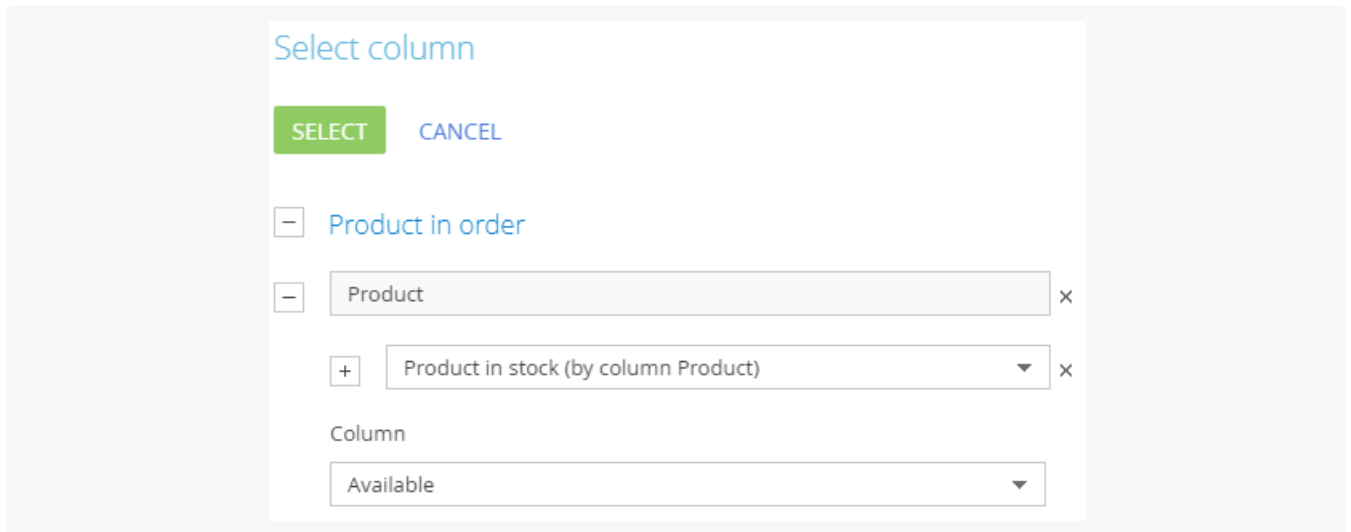 Select column
SELECT CANCEL
Product in order
Product
Product in stock (by column Product)
Column
Available